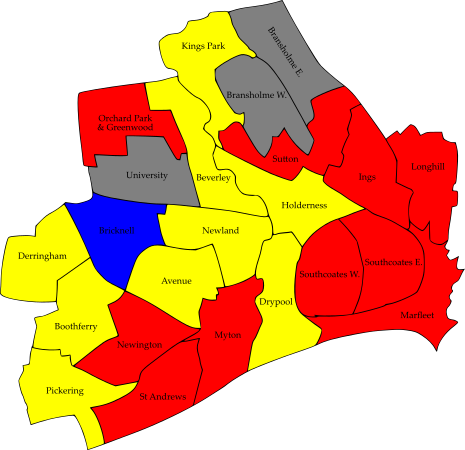 Kings Park
Bransholme E.
Bransholme W.
Orchard Park
& Greenwood
Sutton
University
Beverley
Ings
Longhill
Holderness
Bricknell
Newland
Derringham
Avenue
Southcoates W.
Southcoates E.
Drypool
Boothferry
Myton
Marfleet
Newington
Pickering
St Andrews